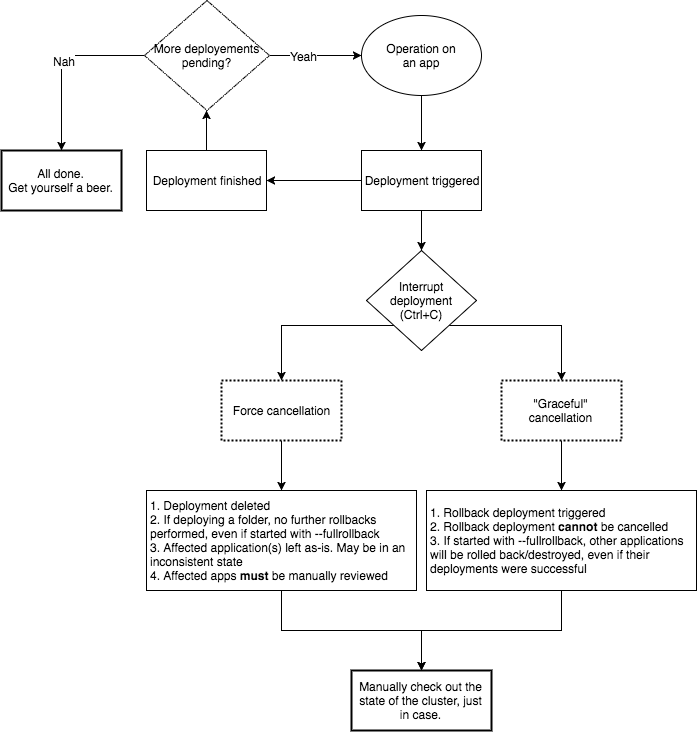 More deployements
pending?
Yeah
Operation on
an app
Nah
All done.
Get yourself a beer.
Deployment finished
Deployment triggered
Interrupt
deployment
(Ctrl+C)
Force cancellation
"Graceful"
cancellation
1. Deployment deleted
2. If deploying a folder, no further rollbacks
performed, even if started with --fullrollback
3. Affected application(s) left as-is. May be in an
inconsistent state
4. Affected apps must be manually reviewed
1. Rollback deployment triggered
2. Rollback deployment cannot be cancelled
3. If started with --fullrollback, other applications
will be rolled back/destroyed, even if their
deployments were successful
Manually check out the
state of the cluster, just
in case.